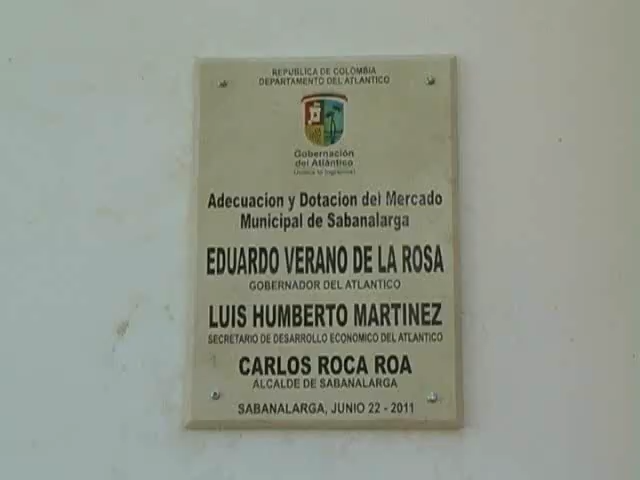 REPUBLICA DE COLOMBIA
DEPARTAMENTO DEL ATLANTICO
Gobernación
del Atlántico
Adecuacion y Dotacion del Mercado
Municipal de Sabanalarga
EDUARDO VERANO DE LA ROSA
GOBERNADOR DEL ATLANTICO
LUIS HUMBERTO MARTINEZ
SECRETARIO DE DESARROLLO ECONOMICO DEL ATLANTICO
CARLOS ROCA ROA
ALCALDE DE SABANALARGA
SABANALARGA, JUNIO 22 - 2011